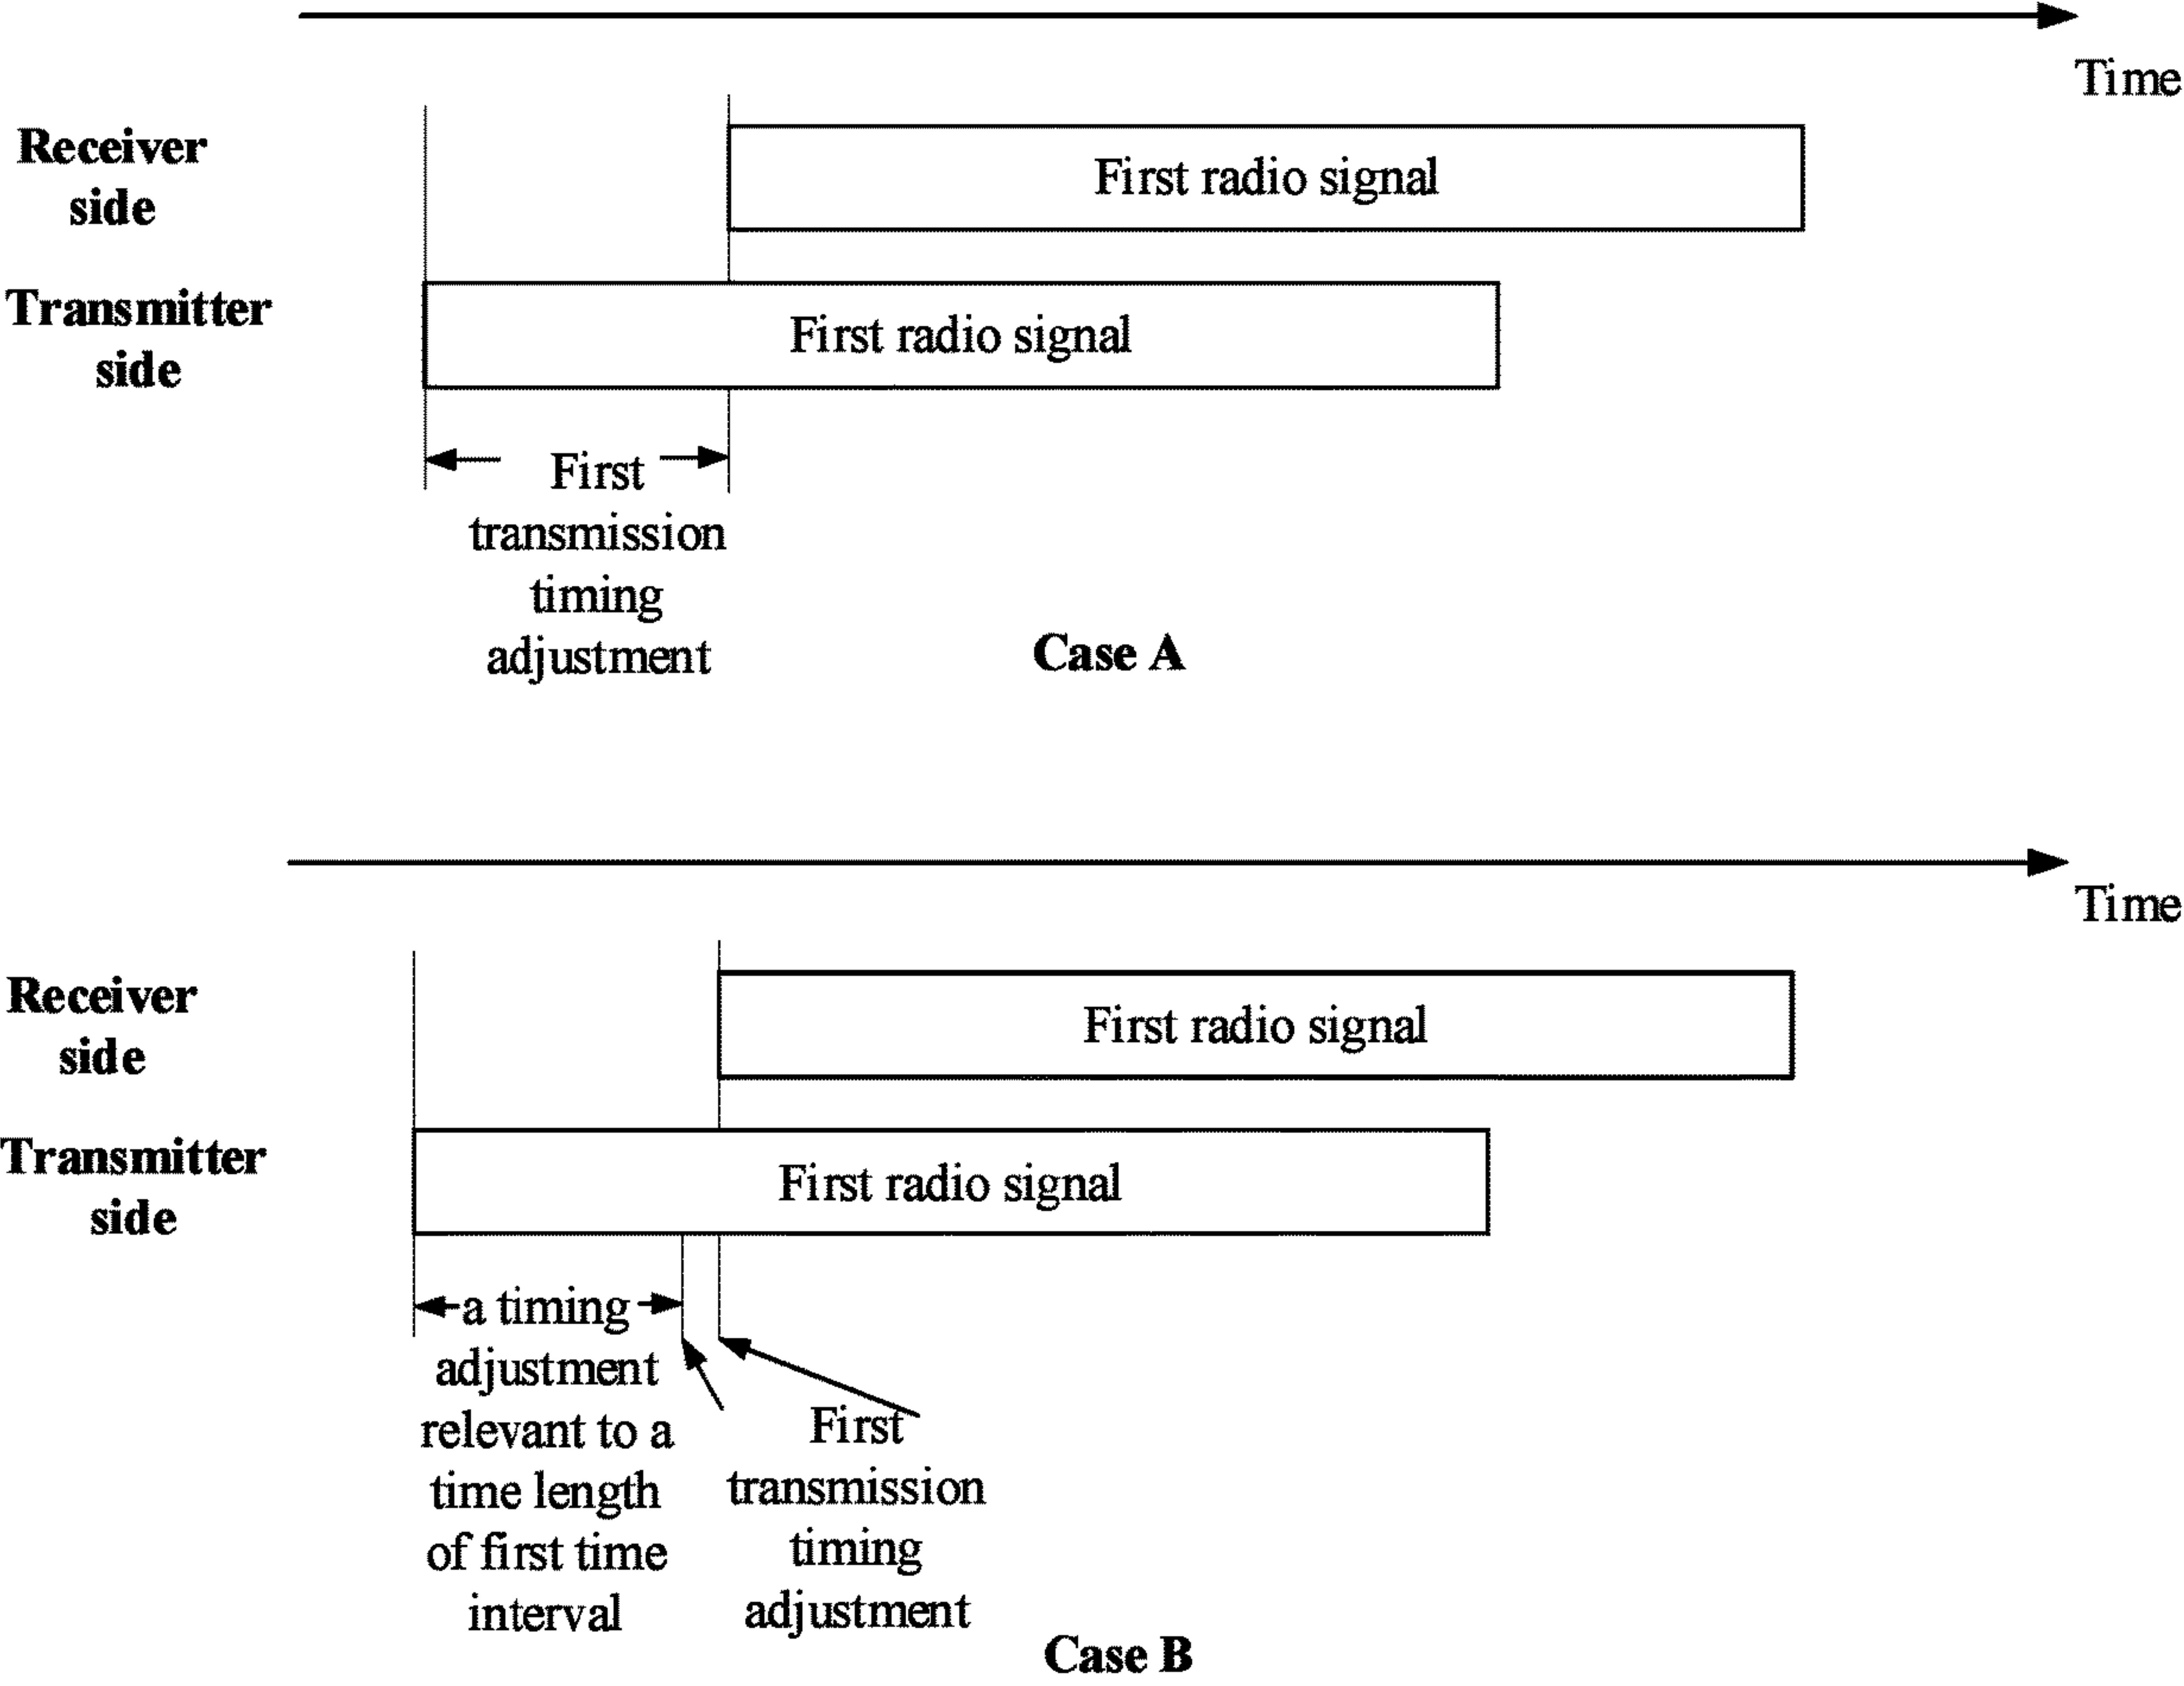 Time
Receiver
side
First radio signal
Transmitter
side
First radio signal
First
transmission
timing
adjustment
Case A
Time
Receiver
side
First radio signal
Transmitter
side
First radio signal
a timing
adjustment
relevant to a
time length
of first time
interval
First
transmission
timing
adjustment
Case B